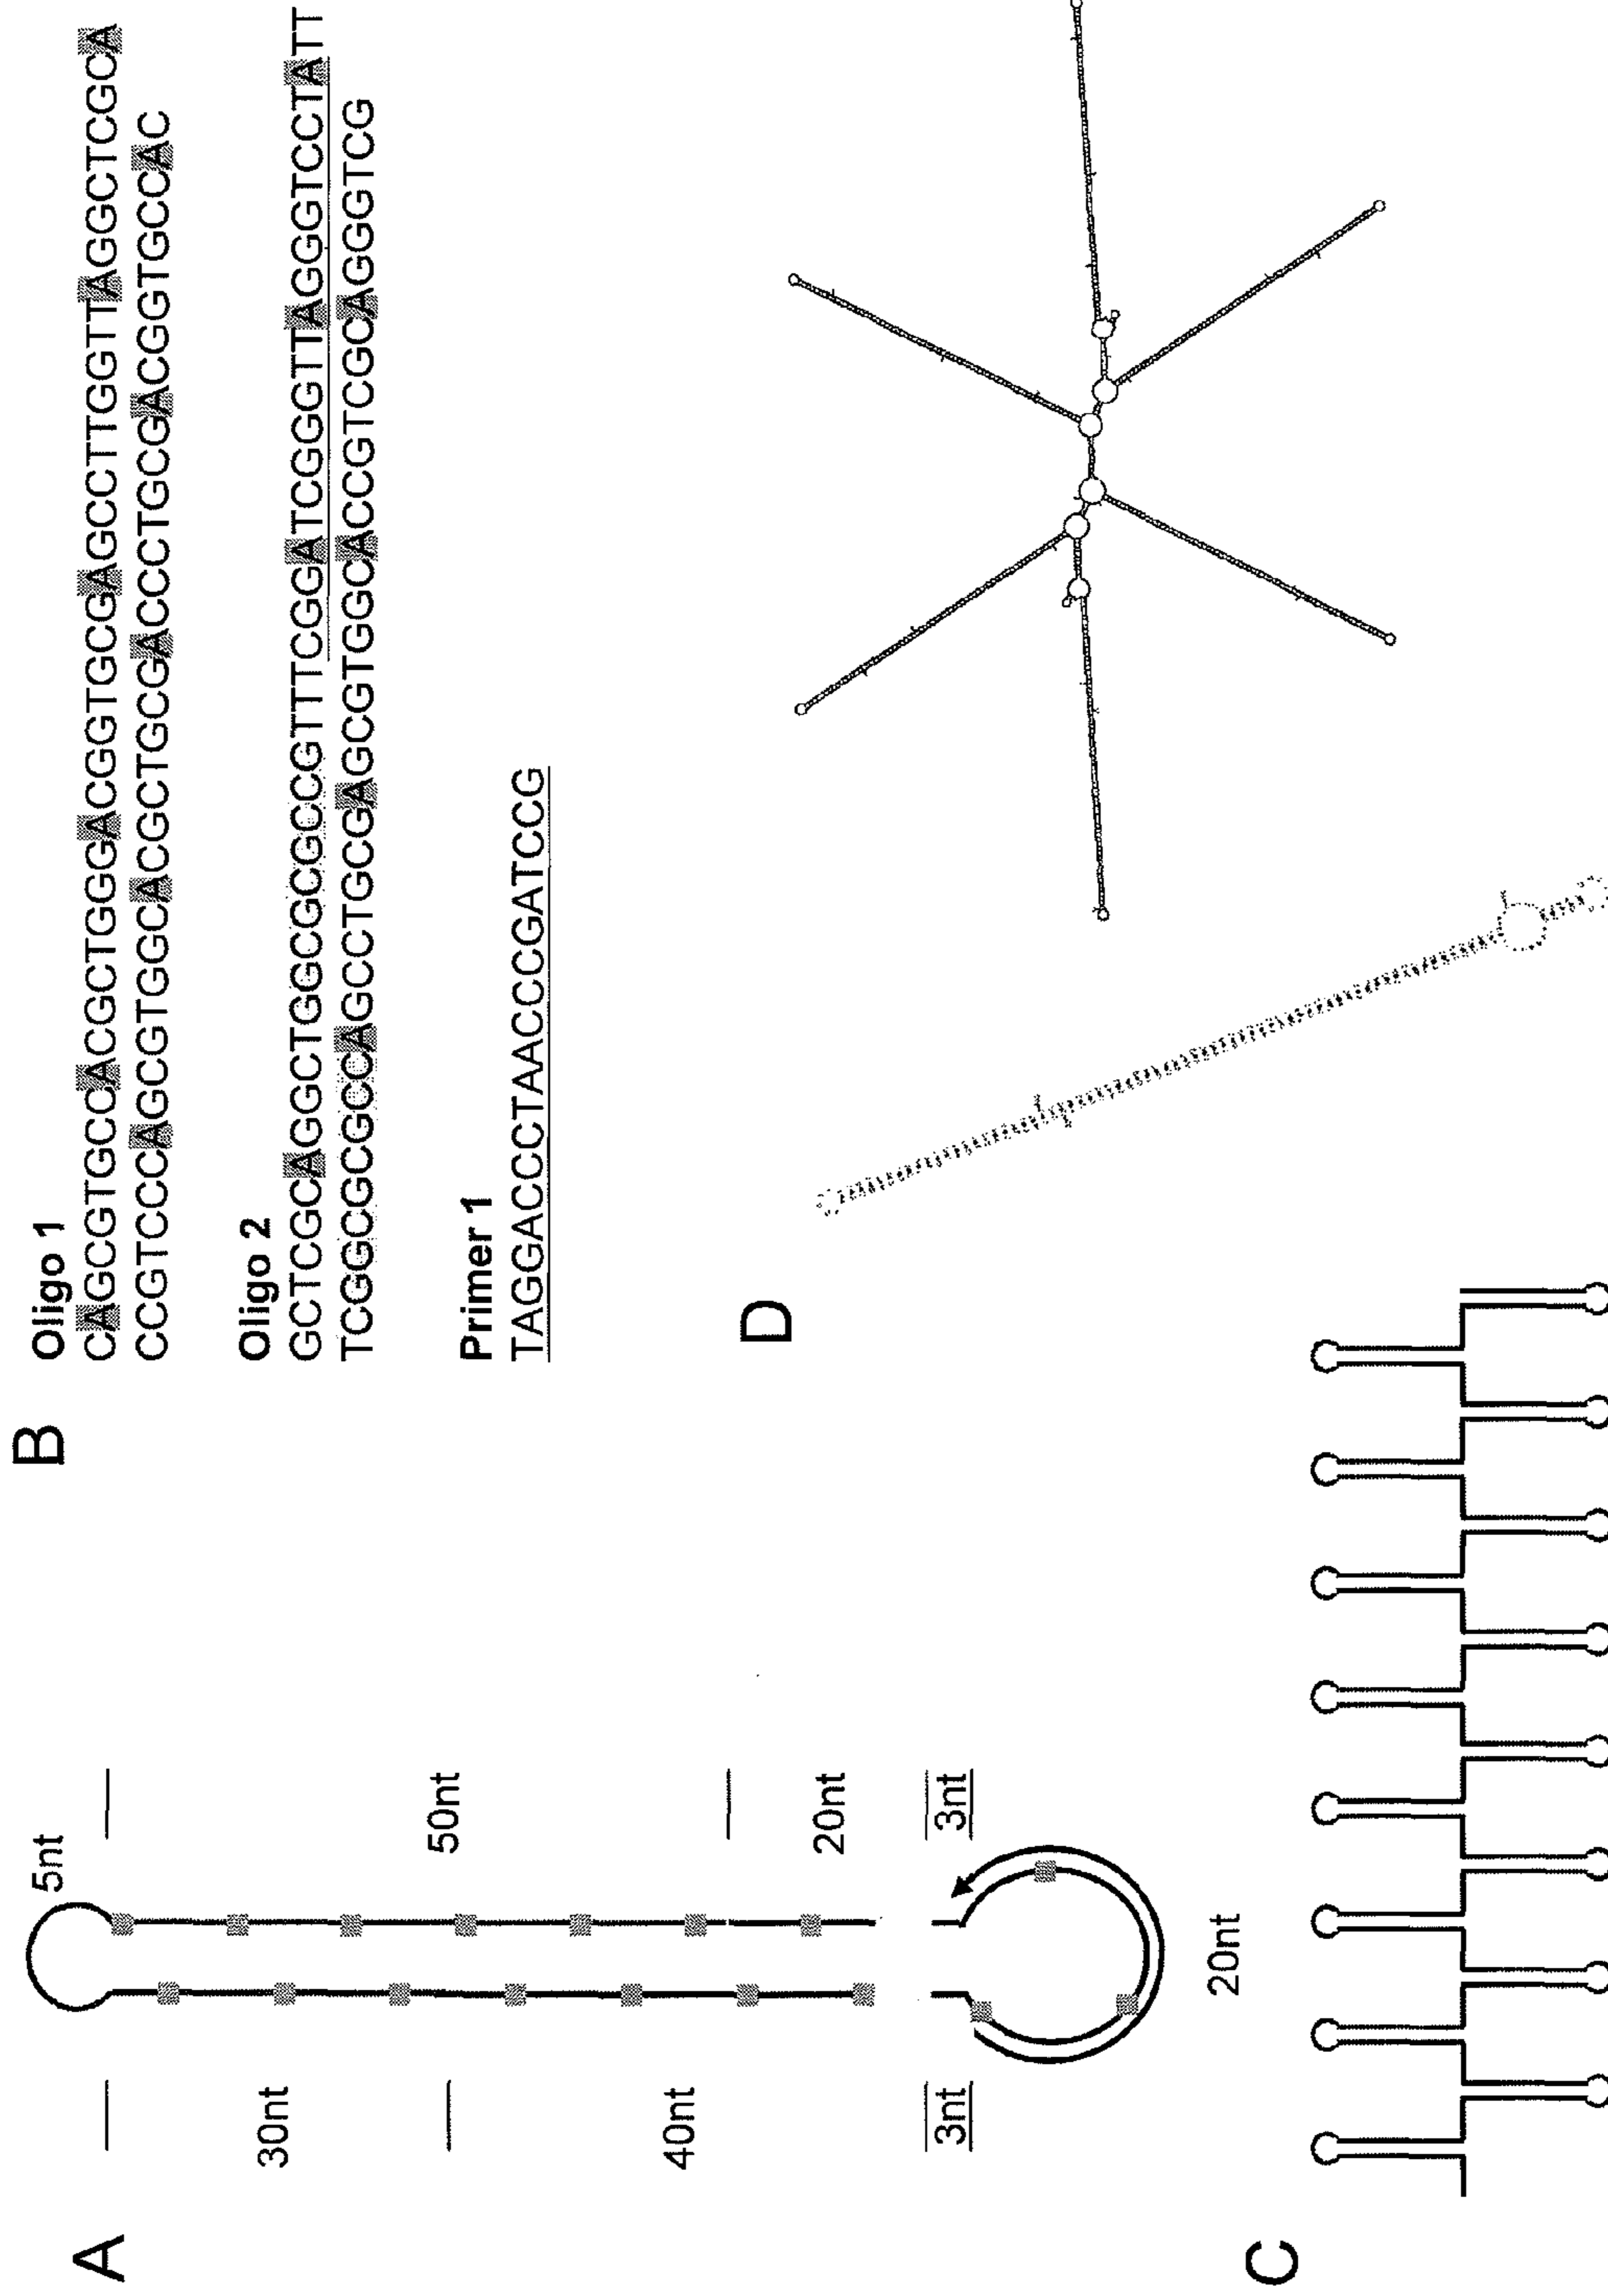 A
5nt
30nt
50nt
40nt
20nt
3nt
3nt
20nt
B
Oligo 1
CAGCGTGCCACGCTGGGACGGTGCGAGCCTTGGTTAGGCTCGCA
CCGTCCCAGCGTGGCACGCTGCGACCCTGCGACGGTGCCAC
Oligo 2
GCTCGCAGGCTGGCGCGCCGTTTCGGATCGGGTTAGGGTCCTATT
TCGGCGCGCCAGCCTGCGAGCGTGGCACCGTCGCAGGGTCG
Primer 1
TAGGACCCTAACCCGATCCG
C
D